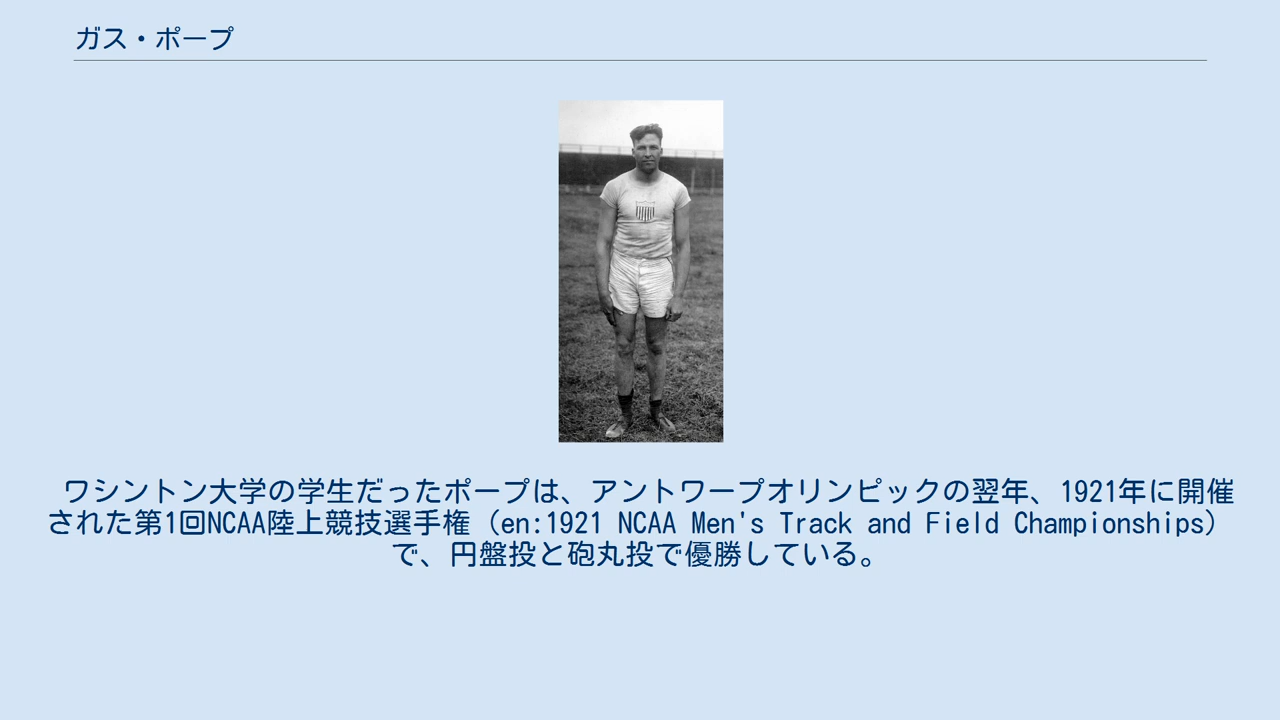 ガス・ポープ
ワシントン大学の学生だったポープは、アントワープオリンピックの翌年、1921年に開催
された第1回NCAA陸上競技選手権（en:1921 NCAA Men's Track and Field Championships）
で、円盤投と砲丸投で優勝している。